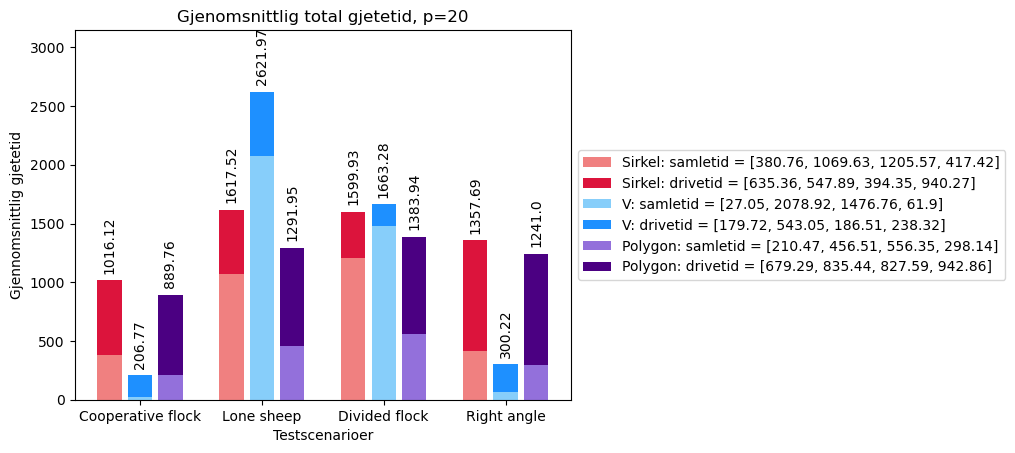 Gjenomsnittlig total gjetetid, p=20
Gjennomsnittlig gjetetid
3000
2500
2000
1500
1000
500
0
1016.12
206.77
889.76
1617.52
2621.97
1291.95
1599.93
1663.28
1383.94
1357.69
300.22
1241.0
Cooperative flock
Lone sheep
Divided flock
Right angle
Testscenarioer
Sirkel: samletid = [380.76, 1069.63, 1205.57, 417.42]
Sirkel: drivetid = [635.36, 547.89, 394.35, 940.27]
V: samletid = [27.05, 2078.92, 1476.76, 61.9]
V: drivetid = [179.72, 543.05, 186.51, 238.32]
Polygon: samletid = [210.47, 456.51, 556.35, 298.14]
Polygon: drivetid = [679.29, 835.44, 827.59, 942.86]